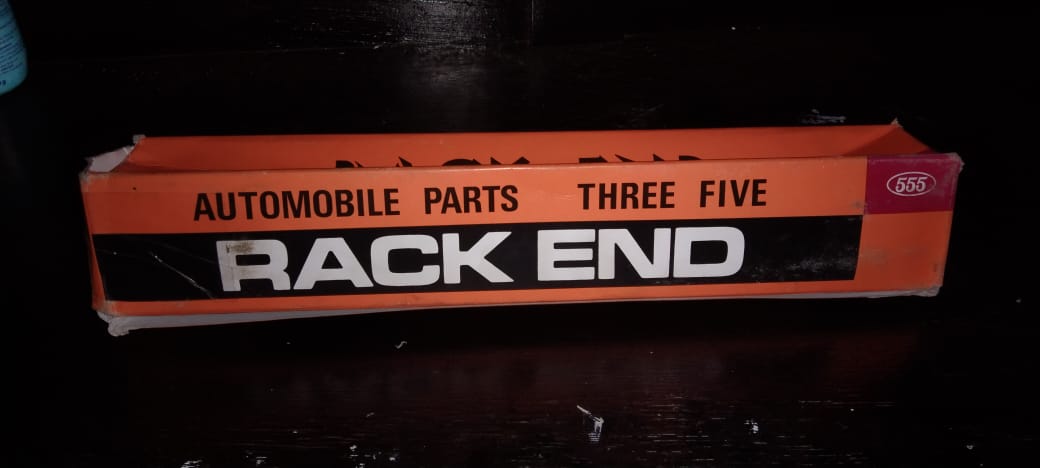 AUTOMOBILE PARTS THREE FIVE
555
RACK END